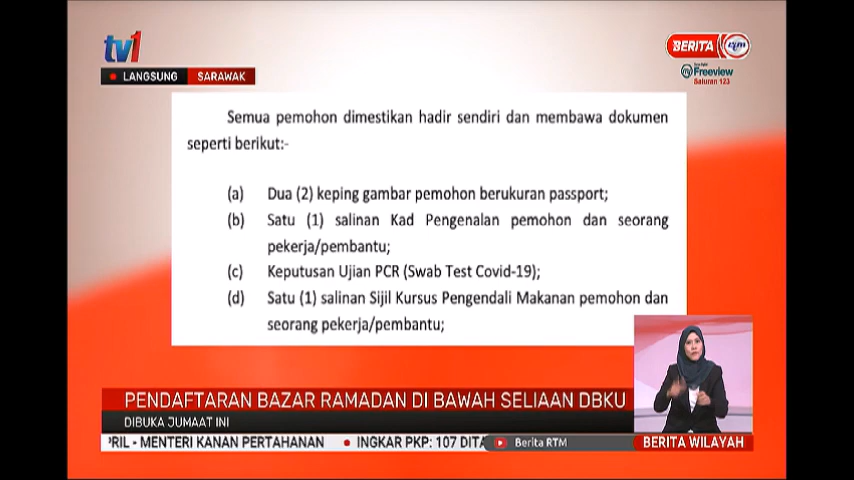 tv1
LANGSUNG SARAWAK
BERITA rtm
myFreeview
Saluran 123
Semua pemohon dimestikan hadir sendiri dan membawa dokumen
seperti berikut:-
(a) Dua (2) keping gambar pemohon berukuran passport;
(b) Satu (1) salinan Kad Pengenalan pemohon dan seorang
pekerja/pembantu;
(c) Keputusan Ujian PCR (Swab Test Covid-19);
(d) Satu (1) salinan Sijil Kursus Pengendali Makanan pemohon dan
seorang pekerja/pembantu;
PENDAFTARAN BAZAR RAMADAN DI BAWAH SELIAAN DBKU
DIBUKA JUMAAT INI
PRIL - MENTERI KANAN PERTAHANAN • INGKAR PKP: 107 DITA Berita RTM BERITA WILAYAH